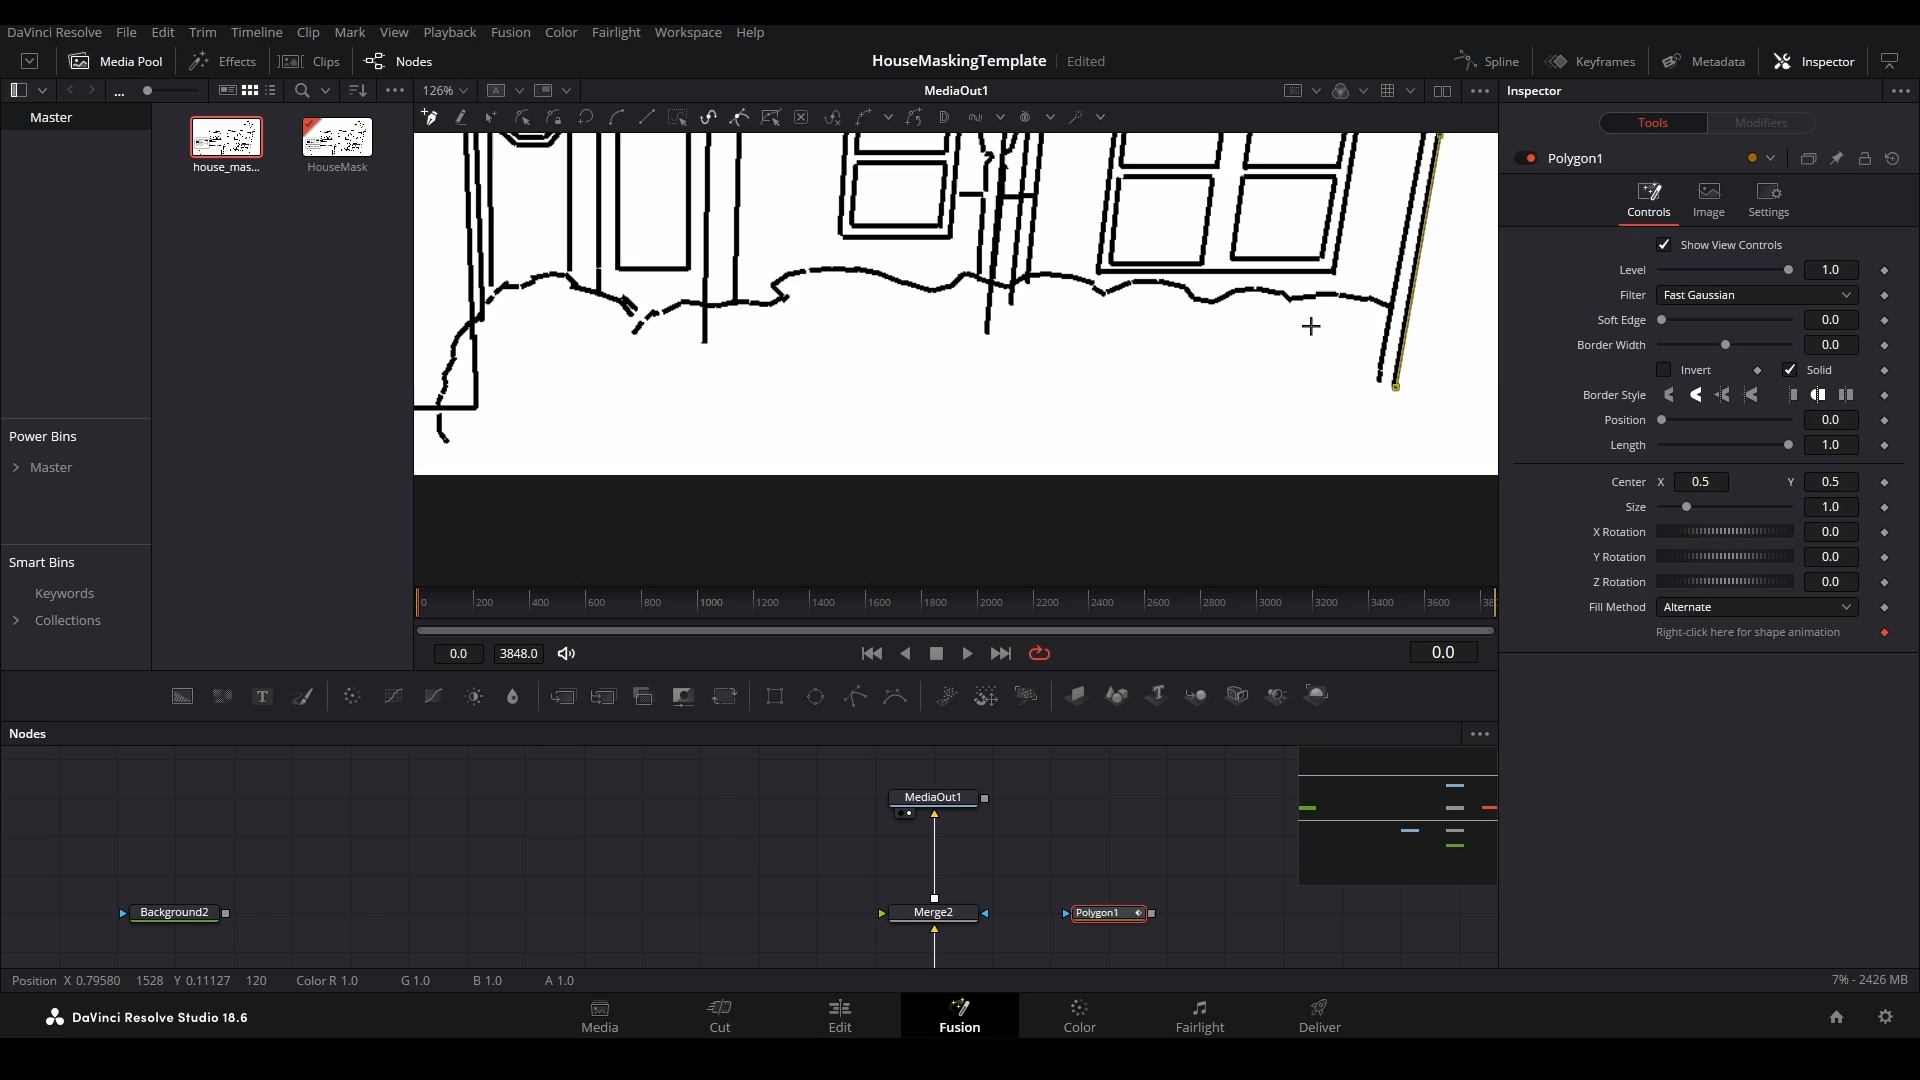 DaVinci Resolve File Edit Trim Timeline Clip Mark View Playback Fusion Color Fairlight Workspace Help
Media Pool Effects Clips Nodes HouseMaskingTemplate Edited Spline Keyframes Metadata Inspector
126% MediaOut1 Inspector
Master
house_mas...
HouseMask
Tools Modifiers
Polygon1
Controls Image Settings
Show View Controls
Level 1.0
Filter Fast Gaussian
Soft Edge 0.0
Border Width 0.0
Invert Solid
Border Style
Position 0.0
Length 1.0
Center X 0.5 Y 0.5
Size 1.0
X Rotation 0.0
Y Rotation 0.0
Z Rotation 0.0
Fill Method Alternate
Right-click here for shape animation
Power Bins
Master
Smart Bins
Keywords
Collections
0 200 400 600 800 1000 1200 1400 1600 1800 2000 2200 2400 2600 2800 3000 3200 3400 3600
0.0 3848.0 0.0
T
Nodes
MediaOut1
Background2 Merge2 Polygon1
Position X 0.79580 1528 Y 0.11127 120 Color R 1.0 G 1.0 B 1.0 A 1.0 7% - 2426 MB
DaVinci Resolve Studio 18.6 Media Cut Edit Fusion Color Fairlight Deliver